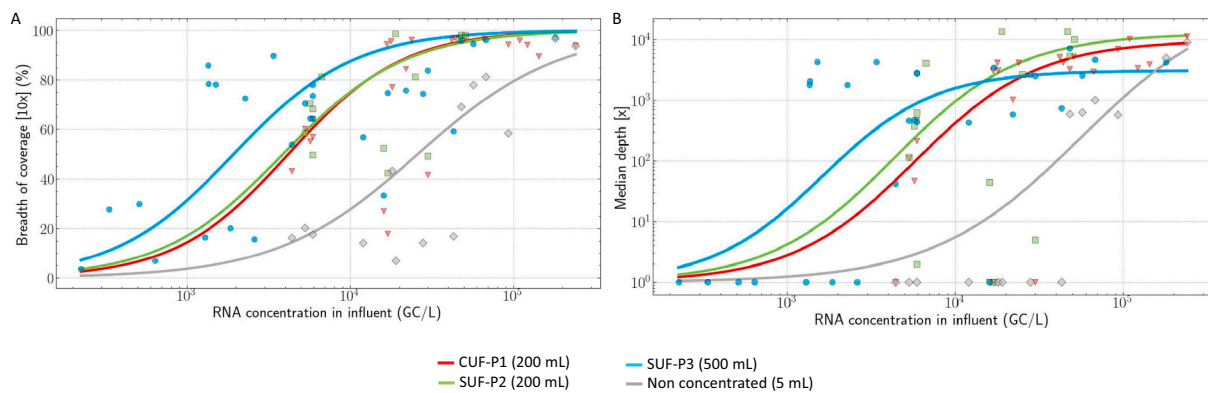 A
Breadth of coverage [10x] (%)
100
80
60
40
20
0
10³
10⁴
10⁵
RNA concentration in influent (GC/L)
B
Median depth [x]
10⁴
10³
10²
10¹
10⁰
10³
10⁴
10⁵
RNA concentration in influent (GC/L)
CUF-P1 (200 mL)
SUF-P2 (200 mL)
SUF-P3 (500 mL)
Non concentrated (5 mL)